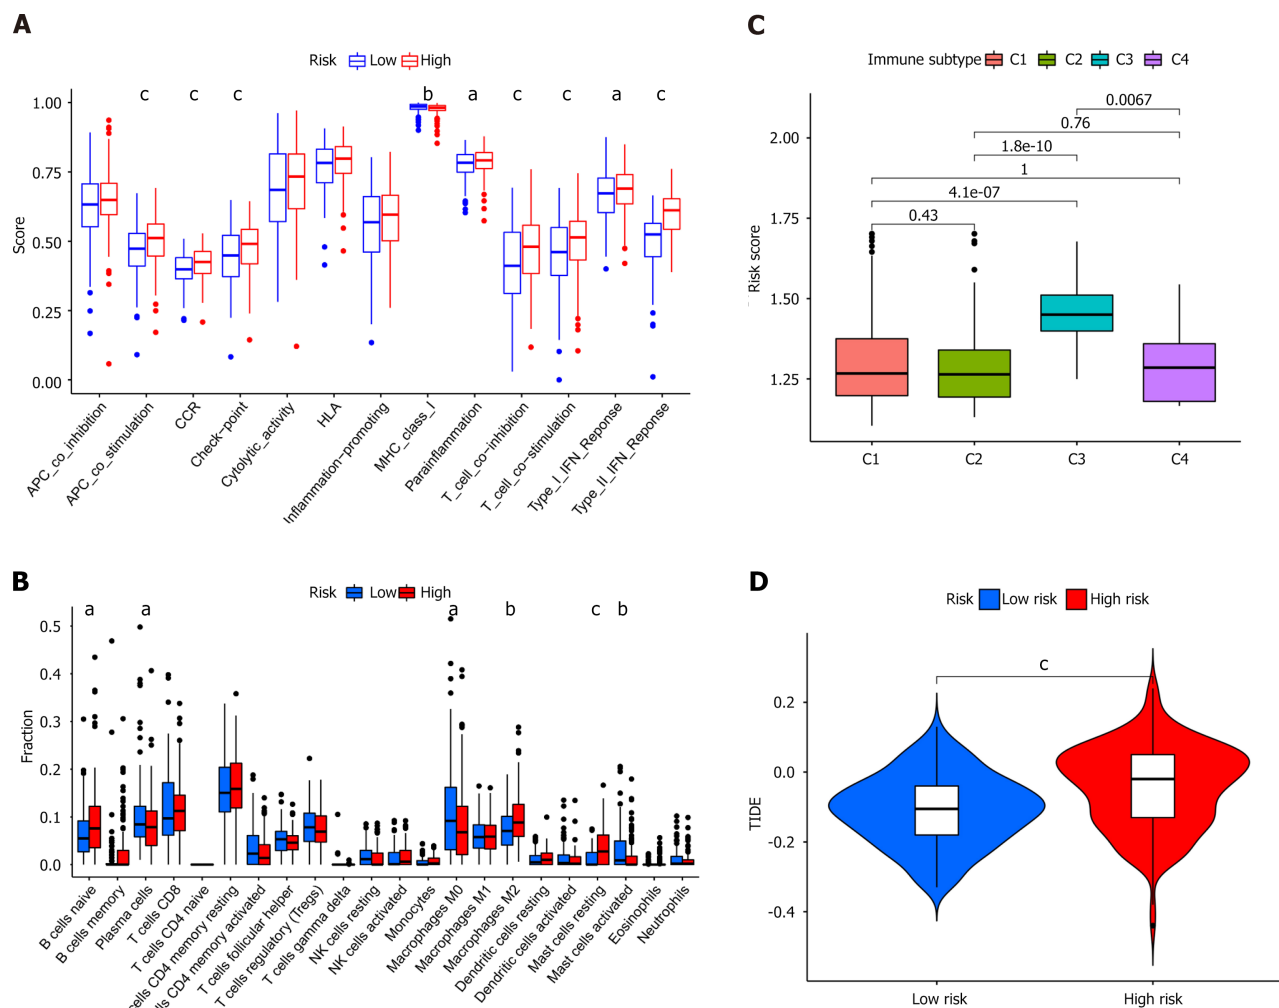 A
Risk Low High
c c c b a c c a c
1.00
0.75
0.50
0.25
0.00
Score
APC_co_inhibition
APC_co_stimulation
CCR
Check-point
Cytolytic_activity
HLA
Inflammation-promoting
MHC_class_I
Parainflammation
T_cell_co-inhibition
T_cell_co-stimulation
Type_I_IFN_Reponse
Type_II_IFN_Reponse
C
Immune subtype C1 C2 C3 C4
0.0067
0.76
1.8e-10
1
4.1e-07
0.43
2.00
1.75
1.50
1.25
Risk score
C1 C2 C3 C4
B
Risk Low High
a a a b c b
0.5
0.4
0.3
0.2
0.1
0.0
Fraction
B cells naive
B cells memory
Plasma cells
T cells CD8
T cells CD4 naive
cells CD4 memory resting
cells CD4 memory activated
T cells follicular helper
T cells regulatory (Tregs)
T cells gamma delta
NK cells resting
NK cells activated
Monocytes
Macrophages M0
Macrophages M1
Macrophages M2
Dendritic cells resting
Dendritic cells activated
Mast cells resting
Mast cells activated
Eosinophils
Neutrophils
D
Risk Low risk High risk
c
0.2
0.0
-0.2
-0.4
TIDE
Low risk High risk